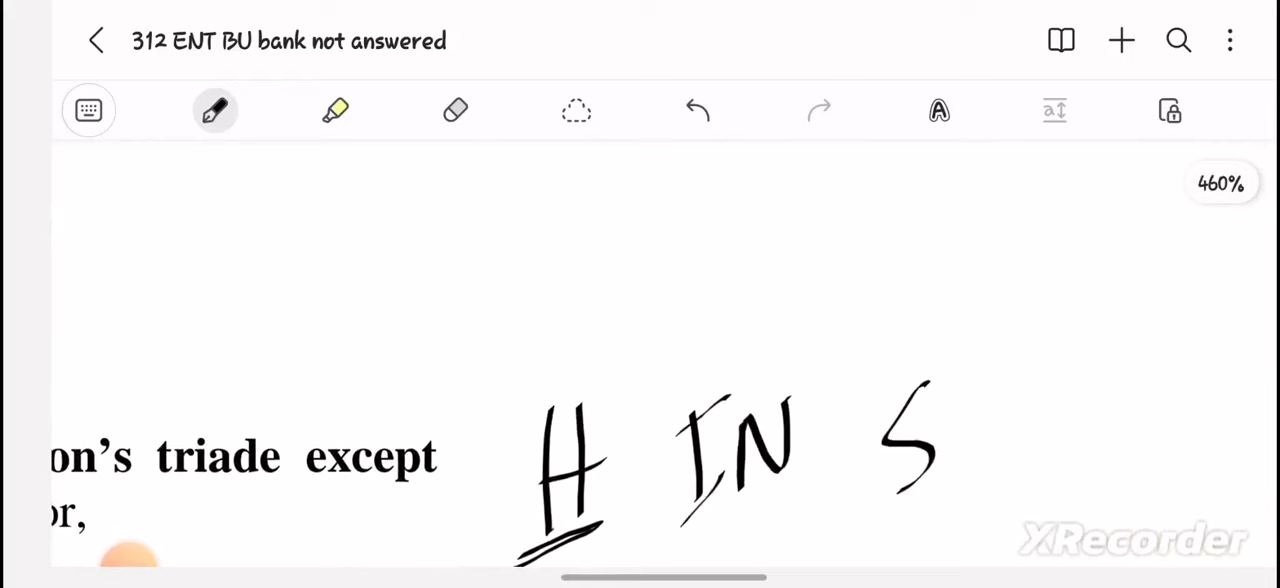 312 ENT BU bank not answered
A a
460%
on's triade except H IN S
or,
XRecorder